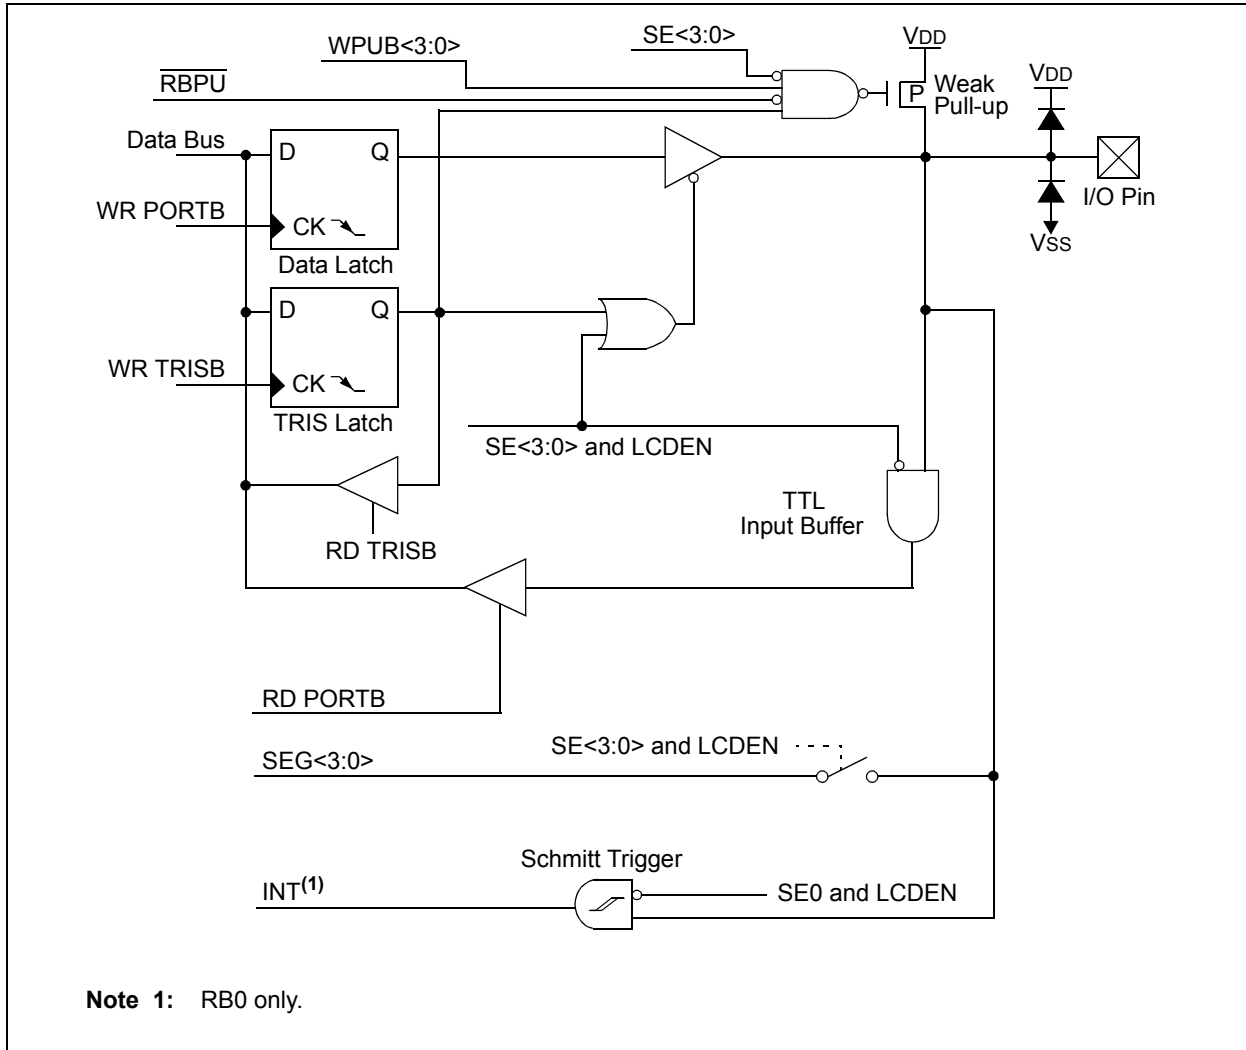 SE<3:0>
VDD
WPUB<3:0>
RBPU
Weak
Pull-up
P
VDD
Data Bus
D
Q
WR PORTB
CK
Data Latch
I/O Pin
VSS
D
Q
WR TRISB
CK
TRIS Latch
SE<3:0> and LCDEN
TTL
Input Buffer
RD TRISB
RD PORTB
SE<3:0> and LCDEN
SEG<3:0>
Schmitt Trigger
INT(1)
SE0 and LCDEN
Note 1: RB0 only.